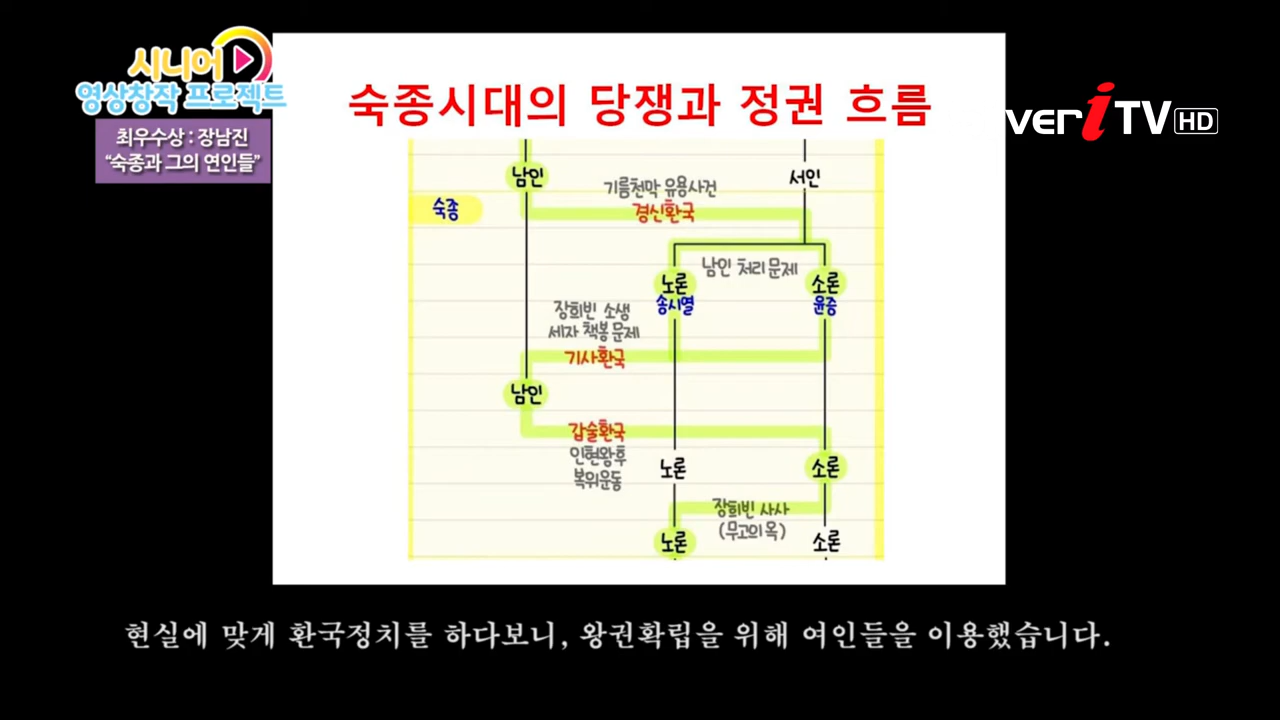 시니어
영상창작 프로젝트
최우수상 : 장남진
“숙종과 그의 연인들”
veriTV HD
숙종시대의 당쟁과 정권 흐름
남인
서인
숙종
기름천막 유용사건
경신환국
남인 처리 문제
노론
송시열
소론
윤증
장희빈 소생
세자 책봉 문제
기사환국
남인
갑술환국
인현왕후
복위운동
노론
소론
장희빈 사사
(무고의 옥)
노론
소론
현실에 맞게 환국정치를 하다보니, 왕권확립을 위해 여인들을 이용했습니다.